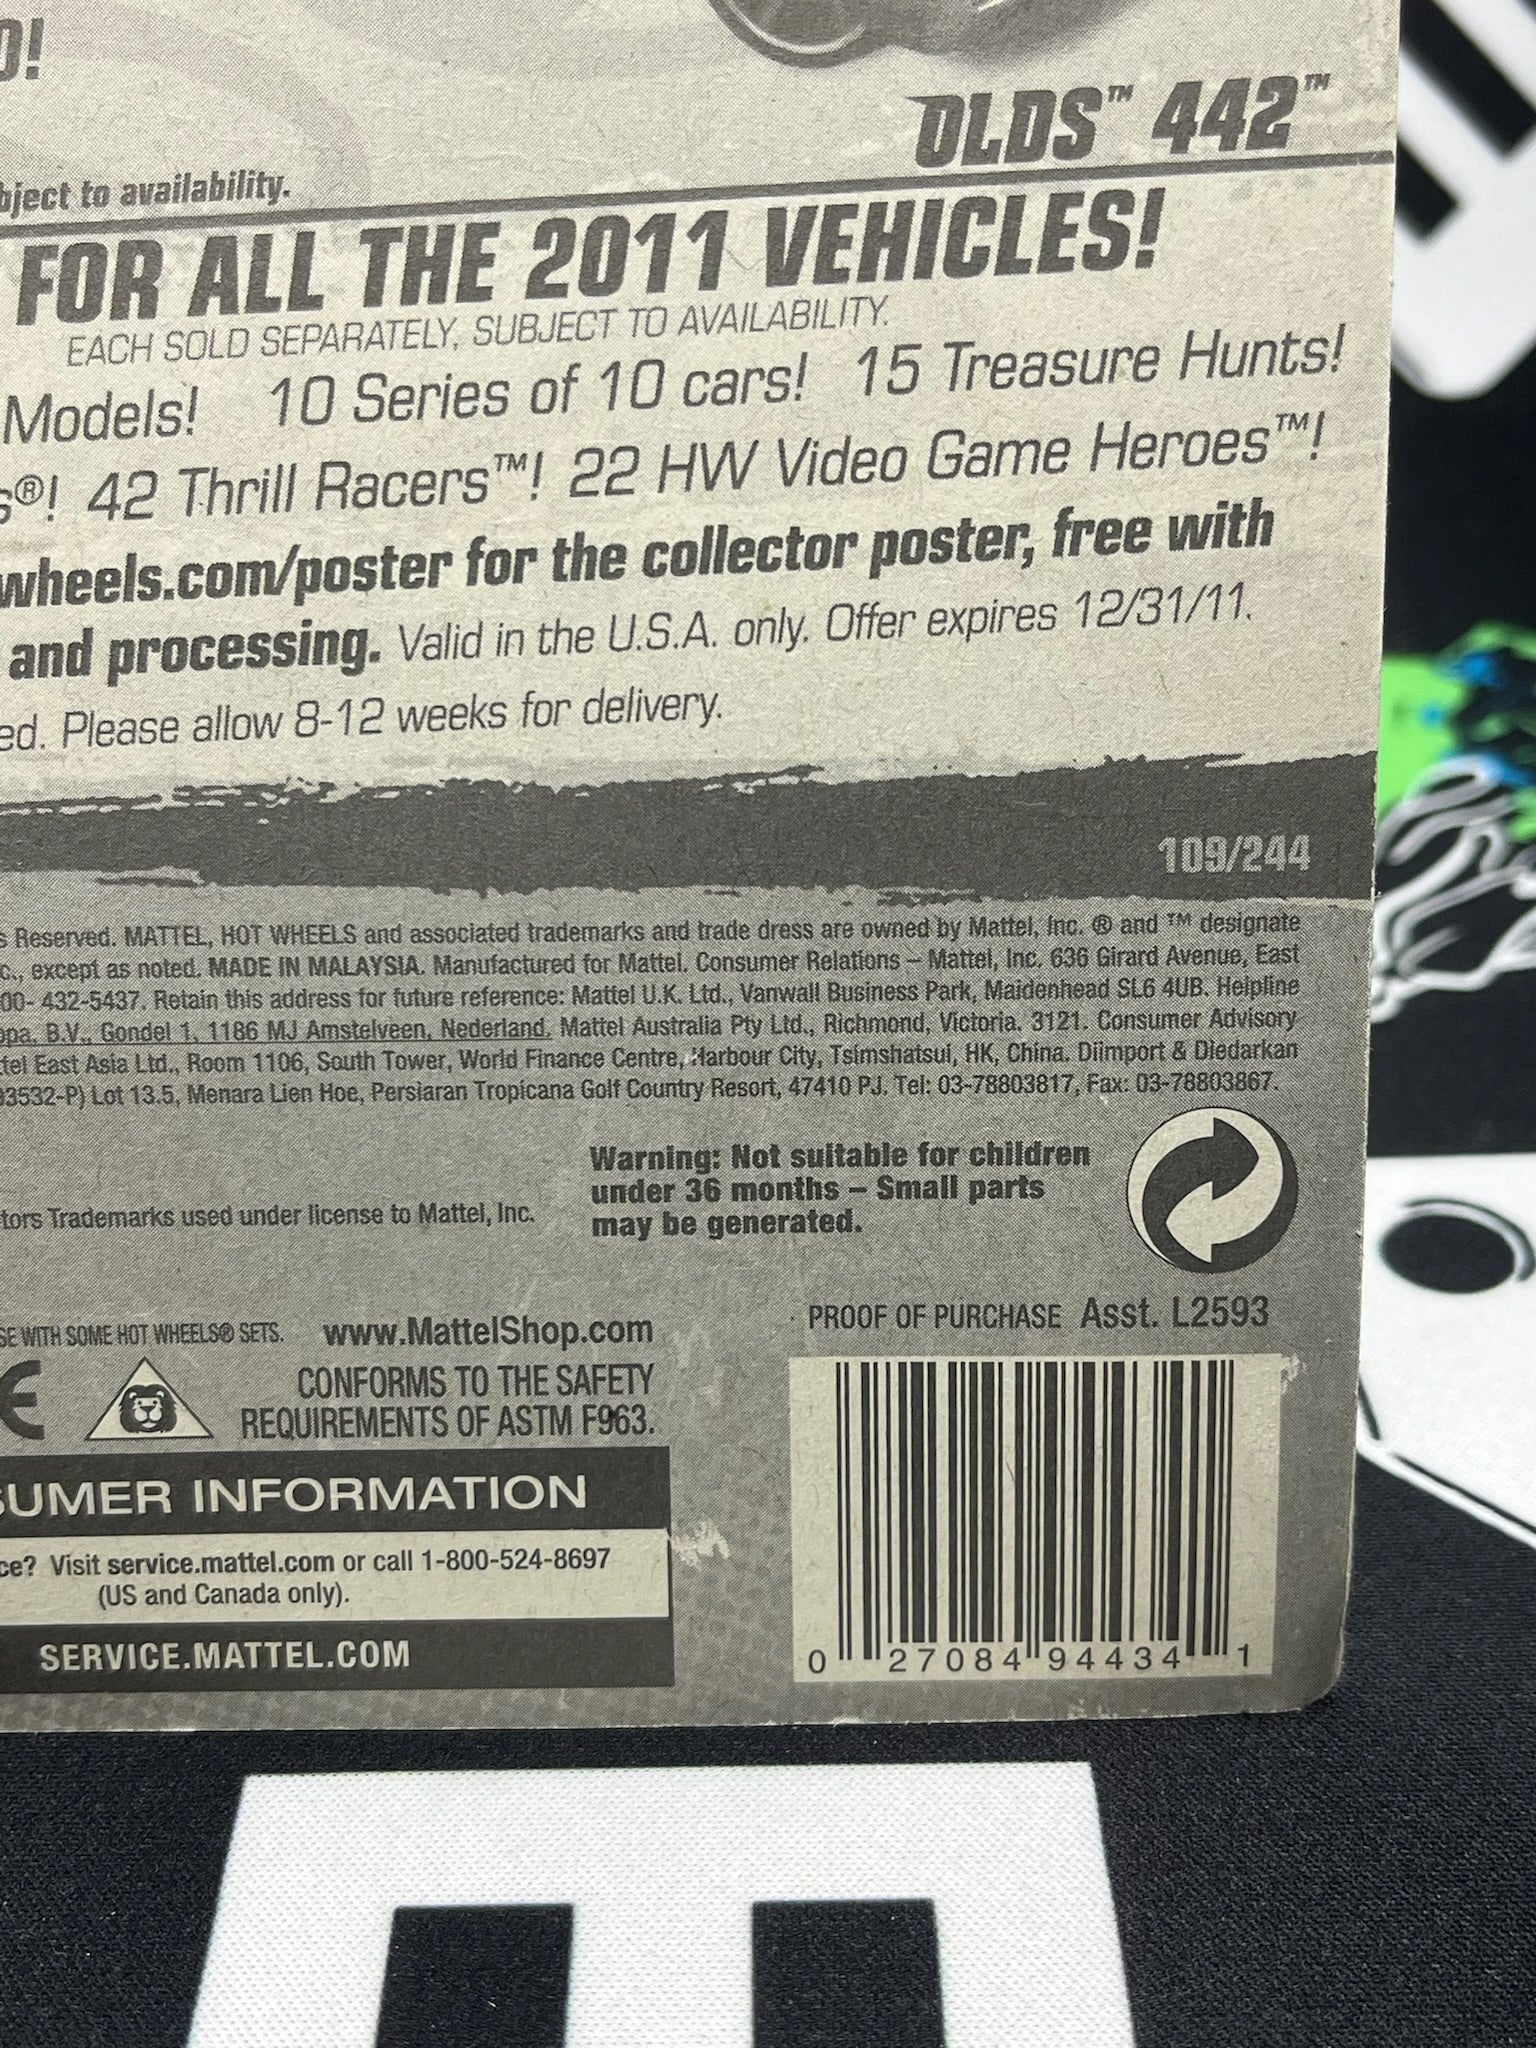 O!
OLDS™ 442™
bject to availability.
FOR ALL THE 2011 VEHICLES!
EACH SOLD SEPARATELY, SUBJECT TO AVAILABILITY.
Models! 10 Series of 10 cars! 15 Treasure Hunts!
s®! 42 Thrill Racers™! 22 HW Video Game Heroes™!
wheels.com/poster for the collector poster, free with
and processing. Valid in the U.S.A. only. Offer expires 12/31/11.
ed. Please allow 8-12 weeks for delivery.
109/244
s Reserved. MATTEL, HOT WHEELS and associated trademarks and trade dress are owned by Mattel, Inc. ® and ™ designate
c., except as noted. MADE IN MALAYSIA. Manufactured for Mattel. Consumer Relations – Mattel, Inc. 636 Girard Avenue, East
00- 432-5437. Retain this address for future reference: Mattel U.K. Ltd., Vanwall Business Park, Maidenhead SL6 4UB. Helpline
opa. B.V., Gondel 1, 1186 MJ Amstelveen, Nederland. Mattel Australia Pty Ltd., Richmond, Victoria. 3121. Consumer Advisory
tel East Asia Ltd., Room 1106, South Tower, World Finance Centre, Harbour City, Tsimshatsui, HK, China. Diimport & Diedarkan
93532-P) Lot 13.5, Menara Lien Hoe, Persiaran Tropicana Golf Country Resort, 47410 PJ. Tel: 03-78803817, Fax: 03-78803867.
Warning: Not suitable for children
under 36 months – Small parts
may be generated.
tors Trademarks used under license to Mattel, Inc.
PROOF OF PURCHASE Asst. L2593
SE WITH SOME HOT WHEELS® SETS. www.MattelShop.com
CE
CONFORMS TO THE SAFETY
REQUIREMENTS OF ASTM F963.
SUMER INFORMATION
ce? Visit service.mattel.com or call 1-800-524-8697
(US and Canada only).
SERVICE.MATTEL.COM
0 27084 94434 1